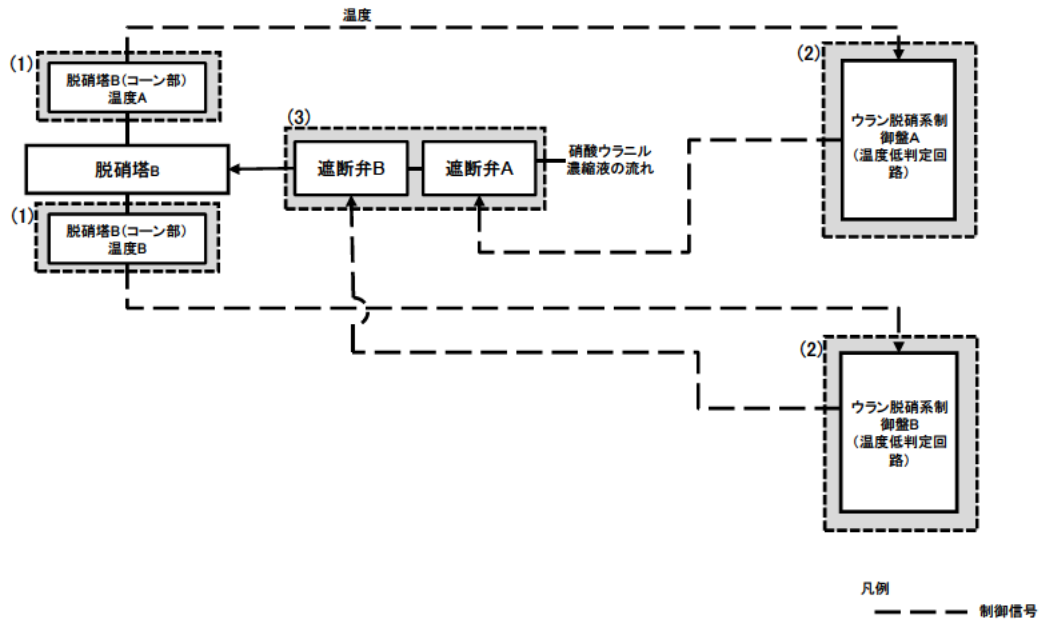 温度
(1)
脱硝塔B(コーン部)
温度A
(2)
ウラン脱硝系制
御盤A
(温度低判定回
路)
(3)
脱硝塔B
遮断弁B
遮断弁A
硝酸ウラニル
濃縮液の流れ
(1)
脱硝塔B(コーン部)
温度B
(2)
ウラン脱硝系制
御盤B
(温度低判定回
路)
凡例
制御信号